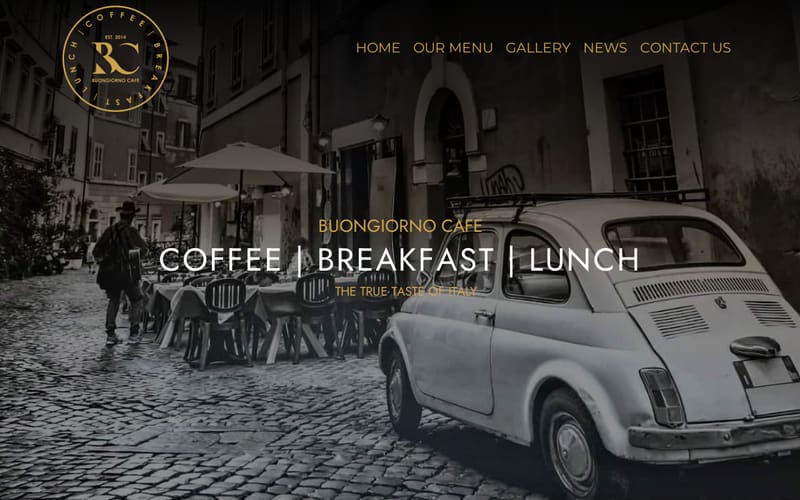 COFFEE | BREAKFAST | LUNCH |
EST. 2014
BC
BUONGIORNO CAFE
HOME OUR MENU GALLERY NEWS CONTACT US
BUONGIORNO CAFE
COFFEE | BREAKFAST | LUNCH
THE TRUE TASTE OF ITALY